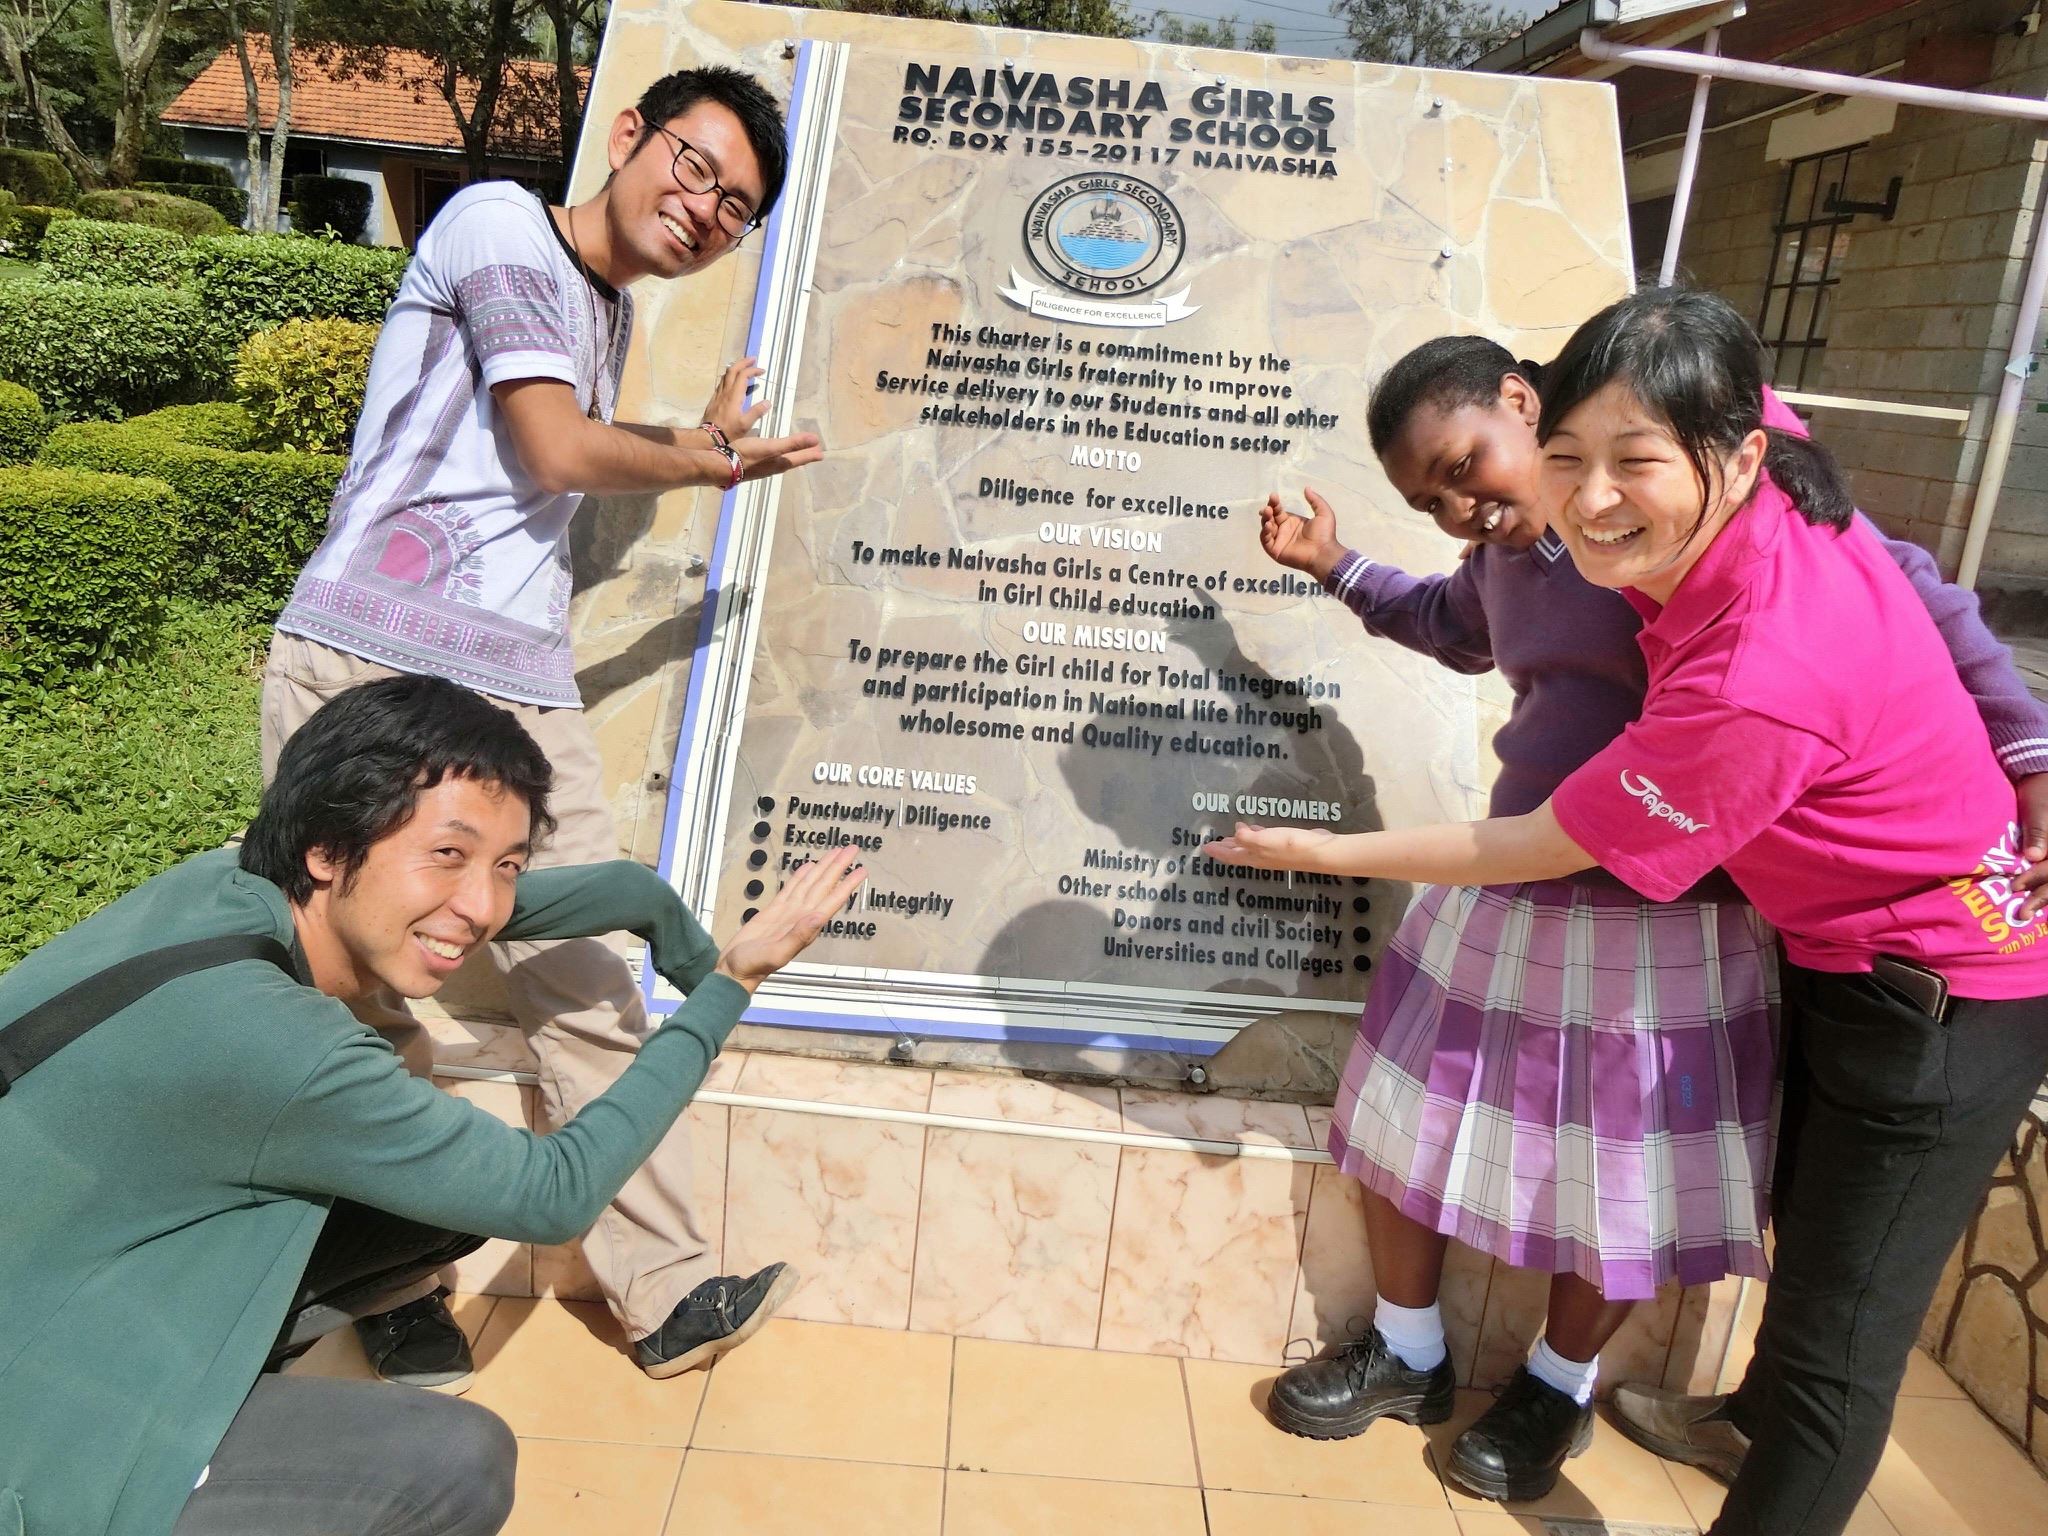 NAIVASHA GIRLS
SECONDARY SCHOOL
P.O. BOX 155-20117 NAIVASHA
NAIVASHA GIRLS SECONDARY
SCHOOL
DILIGENCE FOR EXCELLENCE
This Charter is a commitment by the
Naivasha Girls fraternity to improve
Service delivery to our Students and all other
stakeholders in the Education sector
MOTTO
Diligence for excellence
OUR VISION
To make Naivasha Girls a Centre of excellen
in Girl Child education
OUR MISSION
To prepare the Girl child for Total integration
and participation in National life through
wholesome and Quality education.
OUR CORE VALUES
Punctuality Diligence
Excellence
Integrity
OUR CUSTOMERS
Ministry of Education KNEC
Other schools and Community
Donors and civil Society
Universities and Colleges
JAPAN
6322